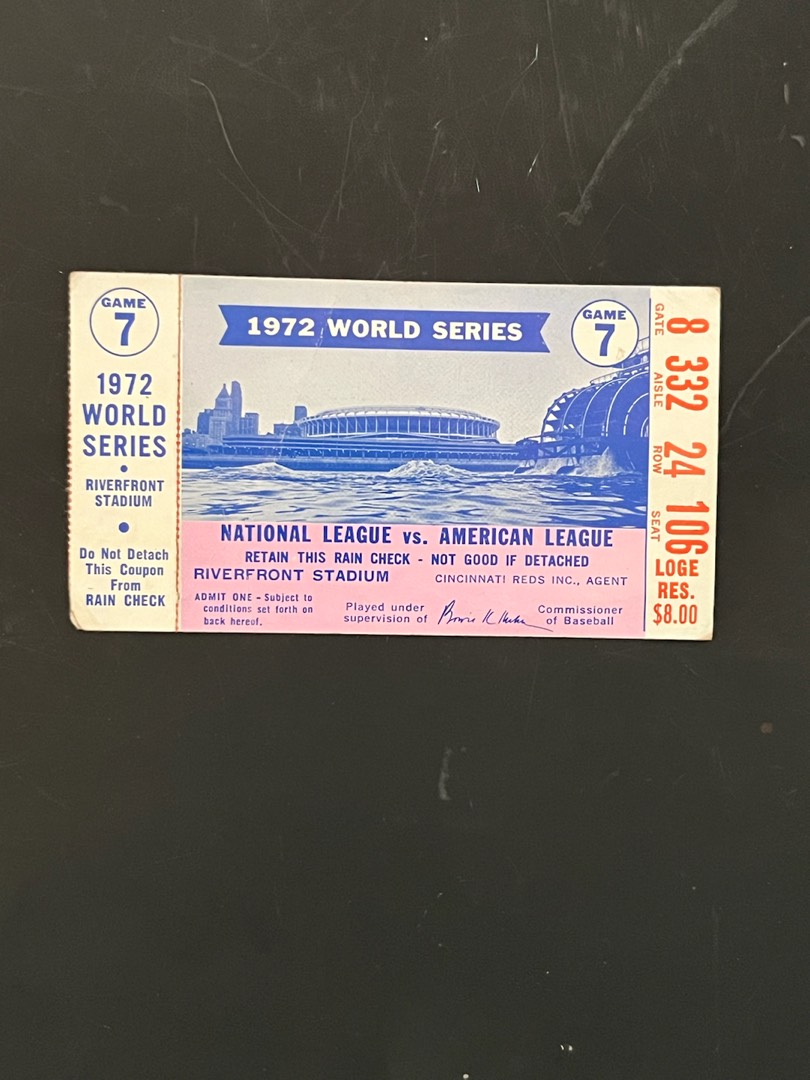 GAME
7
1972
WORLD
SERIES
RIVERFRONT
STADIUM
Do Not Detach
This Coupon
From
RAIN CHECK
1972 WORLD SERIES
GAME
7
NATIONAL LEAGUE vs. AMERICAN LEAGUE
RETAIN THIS RAIN CHECK - NOT GOOD IF DETACHED
RIVERFRONT STADIUM CINCINNATI REDS INC., AGENT
ADMIT ONE - Subject to
conditions set forth on
back hereof.
Played under
supervision of
Bowie K Kuhn
Commissioner
of Baseball
GATE 8
AISLE 332
ROW 24
SEAT 106
LOGE
RES.
$8.00